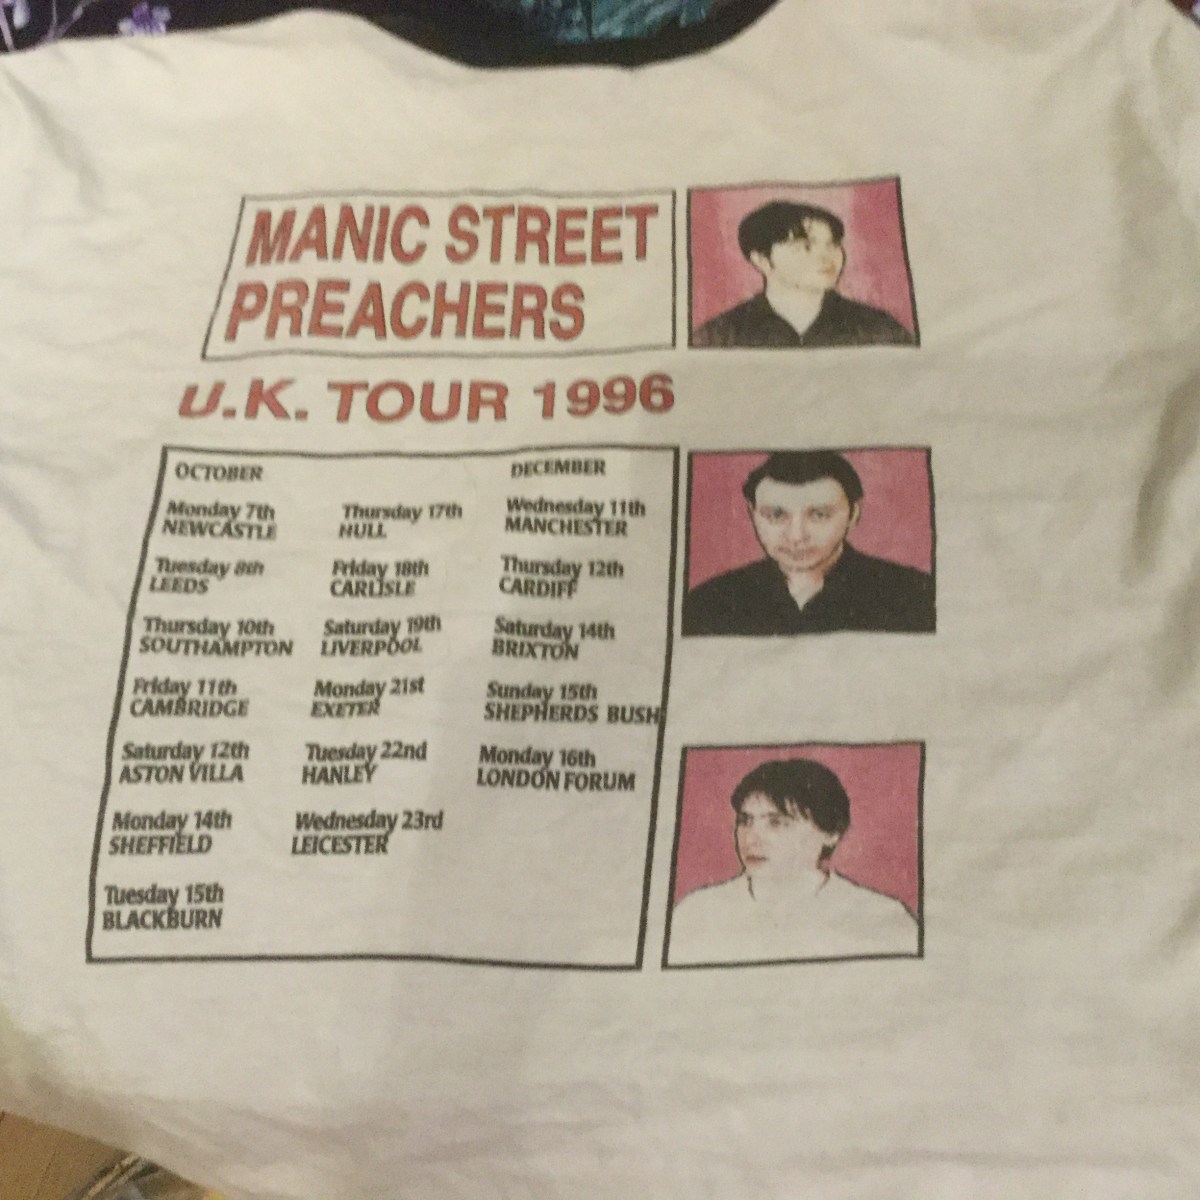 MANIC STREET
PREACHERS
U.K. TOUR 1996
OCTOBER
Monday 7th
NEWCASTLE
Tuesday 8th
LEEDS
Thursday 10th
SOUTHAMPTON
Friday 11th
CAMBRIDGE
Saturday 12th
ASTON VILLA
Monday 14th
SHEFFIELD
Tuesday 15th
BLACKBURN
Thursday 17th
HULL
Friday 18th
CARLISLE
Saturday 19th
LIVERPOOL
Monday 21st
EXETER
Tuesday 22nd
HANLEY
Wednesday 23rd
LEICESTER
DECEMBER
Wednesday 11th
MANCHESTER
Thursday 12th
CARDIFF
Saturday 14th
BRIXTON
Sunday 15th
SHEPHERDS BUSH
Monday 16th
LONDON FORUM